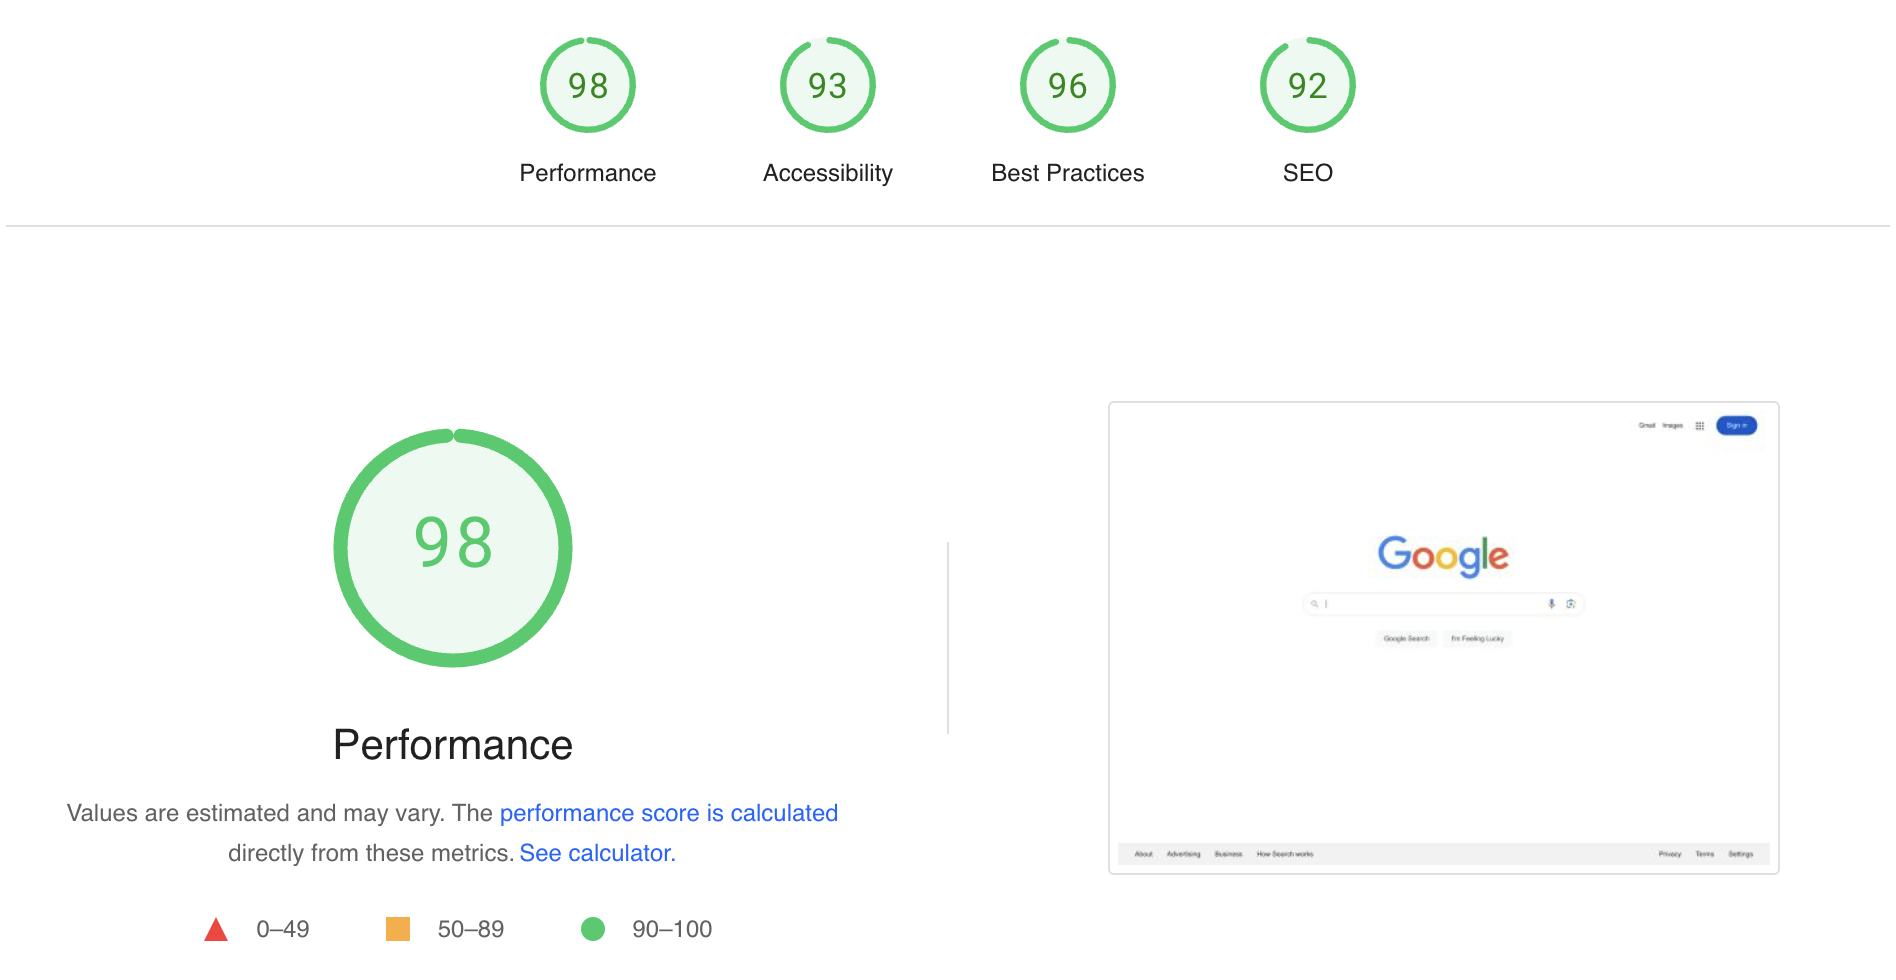 98
93
96
92
Performance
Accessibility
Best Practices
SEO
98
Performance
Values are estimated and may vary. The performance score is calculated
directly from these metrics. See calculator.
0–49
50–89
90–100
Gmail Images Sign in
Google
Google Search I'm Feeling Lucky
About Advertising Business How Search works Privacy Terms Settings